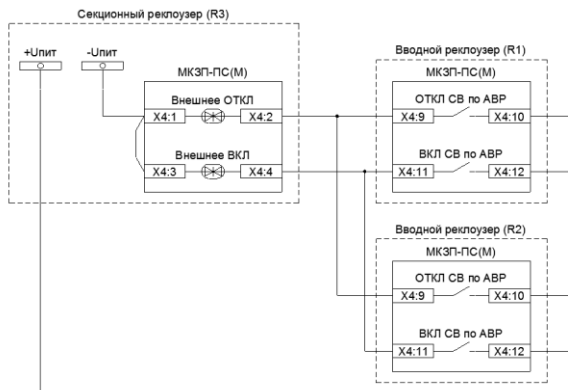 Секционный реклоузер (R3)
+Uпит
-Uпит
МКЗП-ПС(М)
Внешнее ОТКЛ
X4:1
X4:2
Внешнее ВКЛ
X4:3
X4:4
Вводной реклоузер (R1)
МКЗП-ПС(М)
ОТКЛ СВ по АВР
X4:9
X4:10
ВКЛ СВ по АВР
X4:11
X4:12
Вводной реклоузер (R2)
МКЗП-ПС(М)
ОТКЛ СВ по АВР
X4:9
X4:10
ВКЛ СВ по АВР
X4:11
X4:12